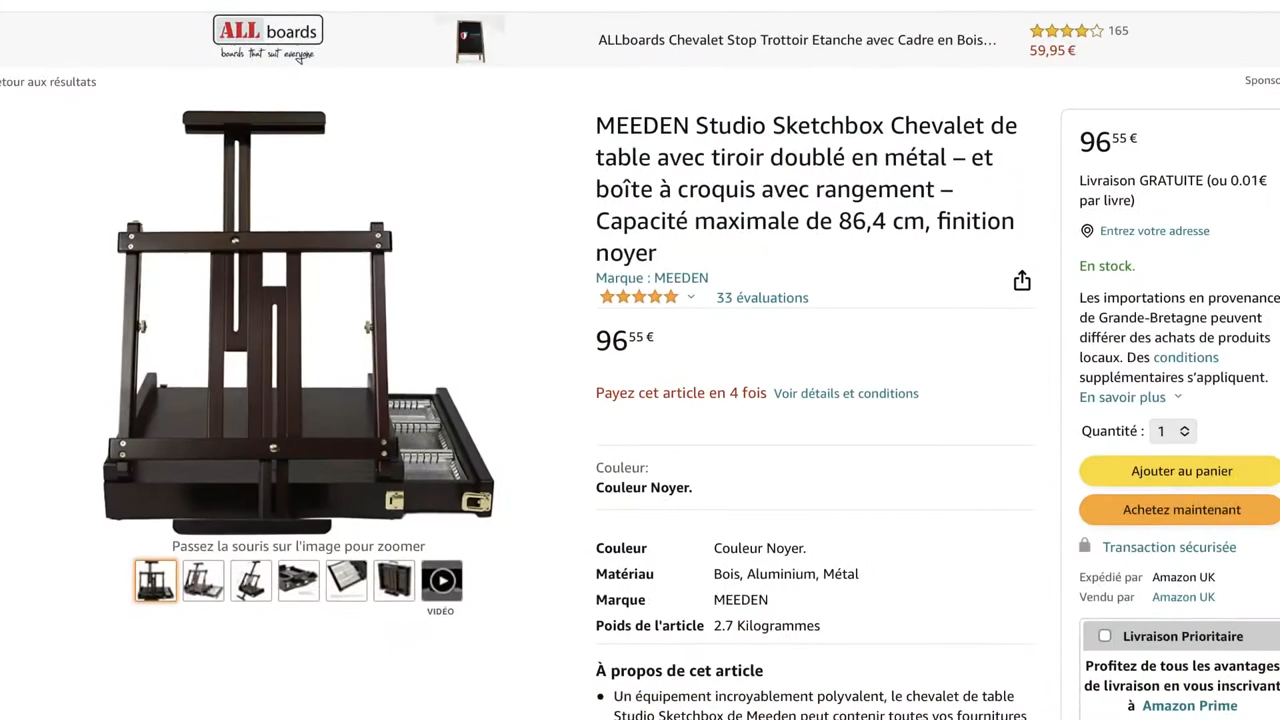 ALL boards
boards that suit everyone
ALLboards Chevalet Stop Trottoir Etanche avec Cadre en Bois…
165
59,95 €
etour aux résultats
Sponso
MEEDEN Studio Sketchbox Chevalet de
table avec tiroir doublé en métal – et
boîte à croquis avec rangement –
Capacité maximale de 86,4 cm, finition
noyer
Marque : MEEDEN
33 évaluations
96 55 €
Payez cet article en 4 fois Voir détails et conditions
Couleur:
Couleur Noyer.
Couleur Couleur Noyer.
Matériau Bois, Aluminium, Métal
Marque MEEDEN
Poids de l'article 2.7 Kilogrammes
À propos de cet article
• Un équipement incroyablement polyvalent, le chevalet de table
Studio Sketchbox de Meeden peut contenir toutes vos fournitures
Passez la souris sur l'image pour zoomer
VIDÉO
96 55 €
Livraison GRATUITE (ou 0.01€
par livre)
Entrez votre adresse
En stock.
Les importations en provenance
de Grande-Bretagne peuvent
différer des achats de produits
locaux. Des conditions
supplémentaires s’appliquent.
En savoir plus
Quantité : 1
Ajouter au panier
Achetez maintenant
Transaction sécurisée
Expédié par Amazon UK
Vendu par Amazon UK
Livraison Prioritaire
Profitez de tous les avantages
de livraison en vous inscrivant
à Amazon Prime